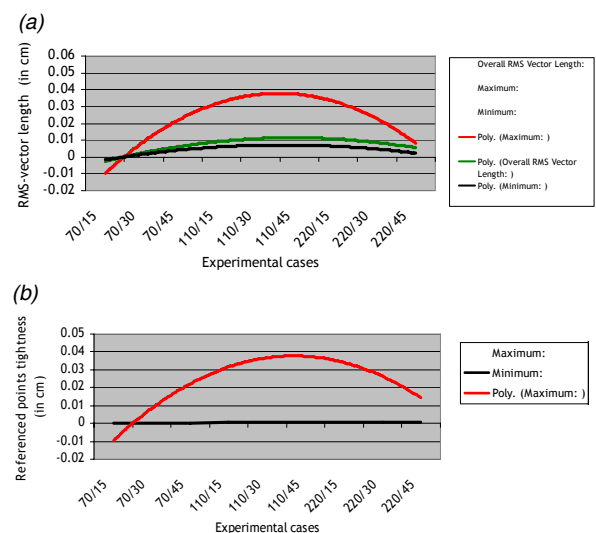 (a)
RMS-vector length (in cm)
0.06
0.05
0.04
0.03
0.02
0.01
0
-0.01
-0.02
70/15
70/30
70/45
110/15
110/30
110/45
220/15
220/30
220/45
Experimental cases
Overall RMS Vector Length:
Maximum:
Minimum:
Poly. (Maximum: )
Poly. (Overall RMS Vector
Length: )
Poly. (Minimum: )
(b)
Referenced points tightness
(in cm)
0.05
0.04
0.03
0.02
0.01
0
-0.01
-0.02
70/15
70/30
70/45
110/15
110/30
110/45
220/15
220/30
220/45
Experimental cases
Maximum:
Minimum:
Poly. (Maximum: )